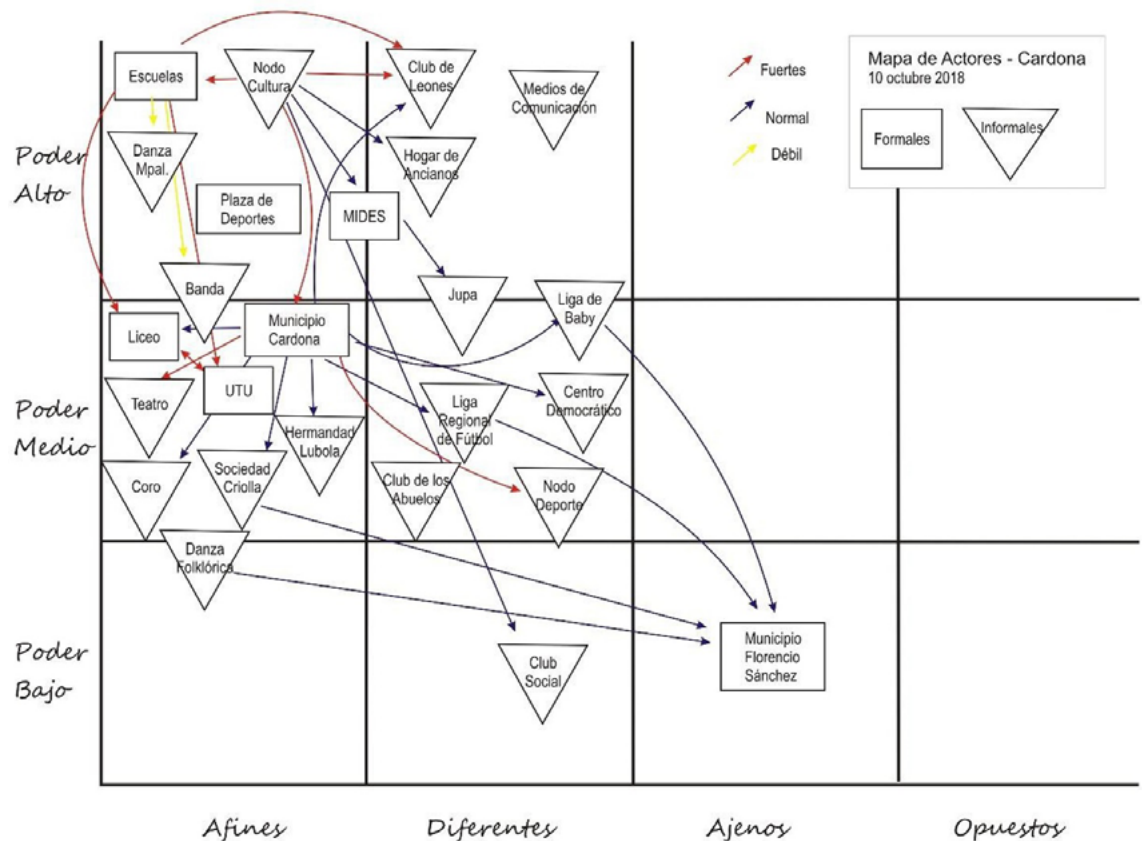 Mapa de Actores - Cardona
10 octubre 2018
Formales
Informales
Fuertes
Normal
Débil
Poder
Alto
Escuelas
Nodo
Cultura
Club de
Leones
Medios de
Comunicación
Danza
Mpal.
Hogar de
Ancianos
Plaza de
Deportes
MIDES
Banda
Jupa
Liga de
Baby
Poder
Medio
Liceo
Municipio
Cardona
Teatro
UTU
Hermandad
Lubola
Liga
Regional
de Fútbol
Centro
Democrático
Coro
Sociedad
Criolla
Club de los
Abuelos
Nodo
Deporte
Danza
Folklórica
Poder
Bajo
Club
Social
Municipio
Florencio
Sánchez
Afines
Diferentes
Ajenos
Opuestos